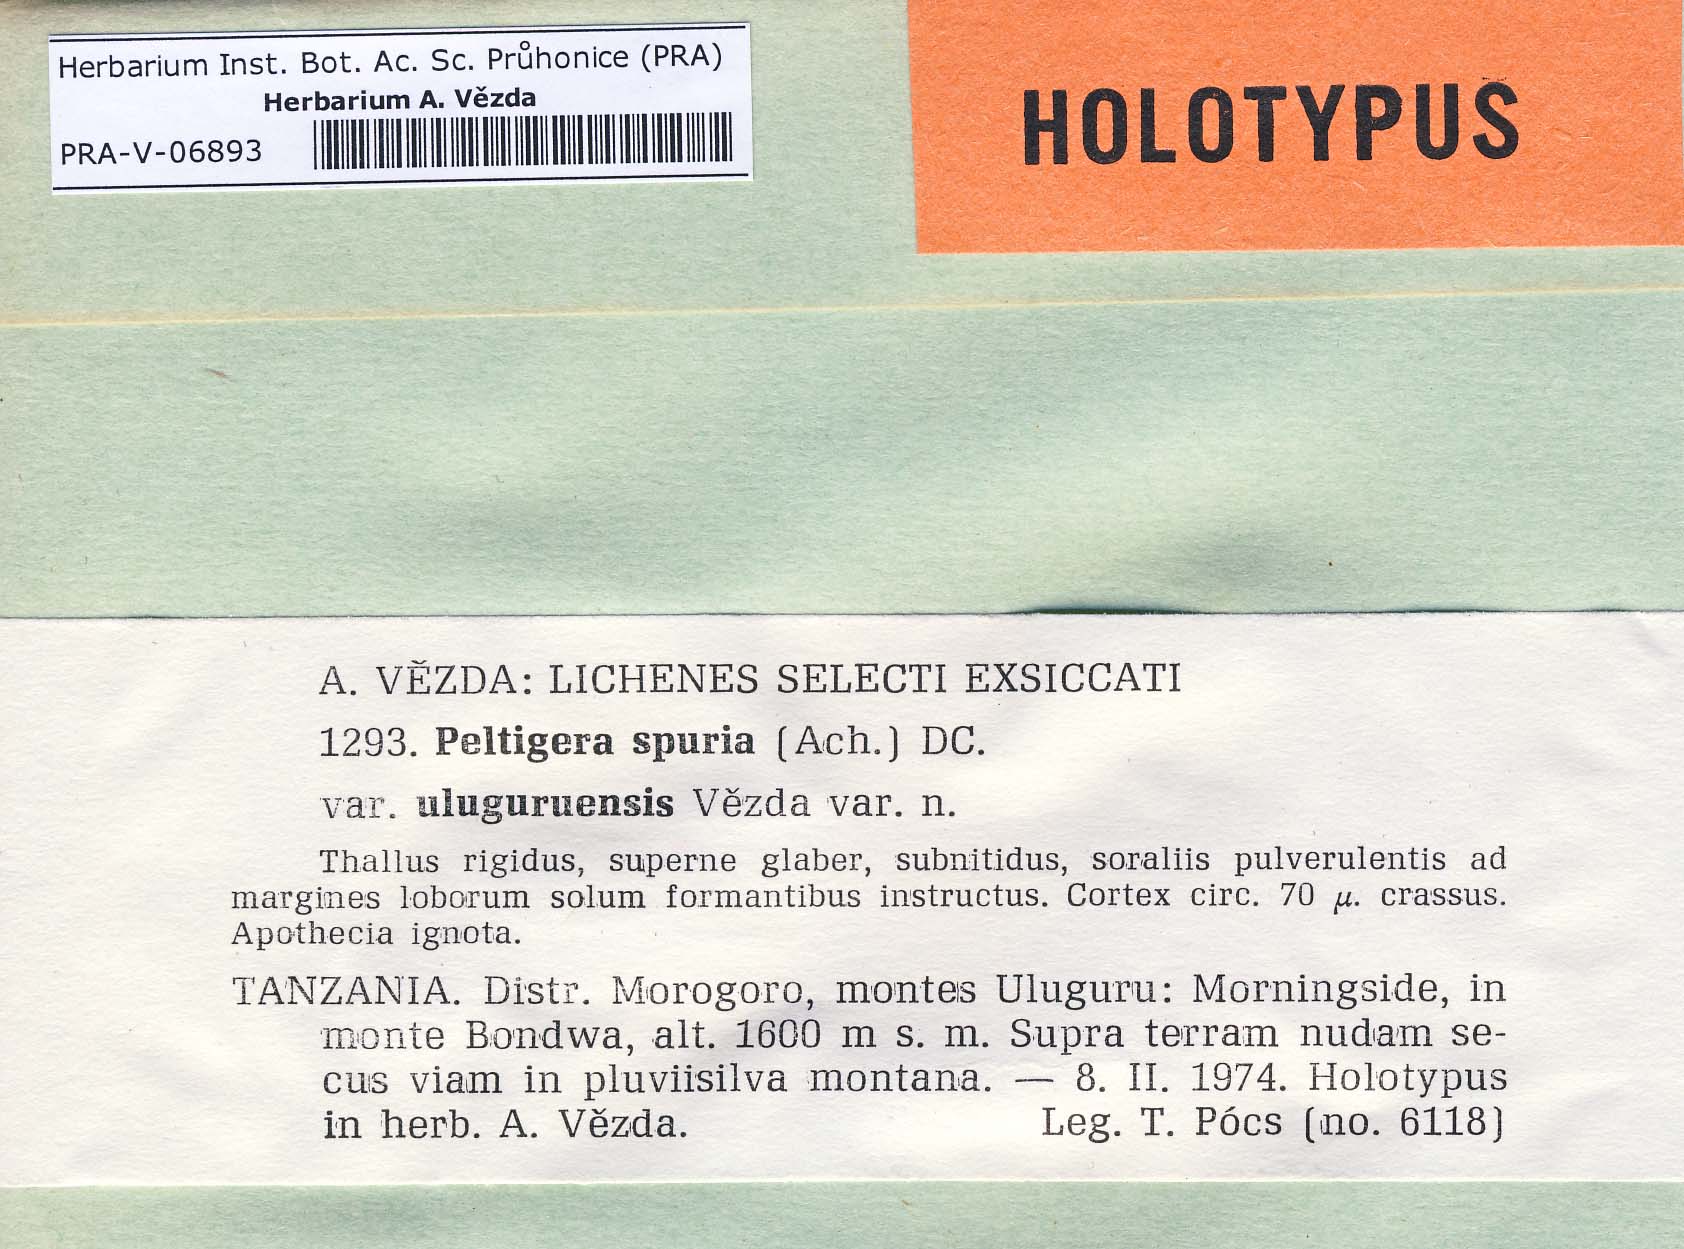 Herbarium Inst. Bot. Ac. Sc. Průhonice (PRA)
Herbarium A. Vězda
PRA-V-06893
HOLOTYPUS
A. VĚZDA: LICHENES SELECTI EXSICCATI
1293. Peltigera spuria (Ach.) DC.
var. uluguruensis Vězda var. n.
Thallus rigidus, superne glaber, subnitidus, soraliis pulverulentis ad
margines loborum solum formantibus instructus. Cortex circ. 70 µ. crassus.
Apothecia ignota.
TANZANIA. Distr. Morogoro, montes Uluguru: Morningside, in
monte Bondwa, alt. 1600 m s. m. Supra terram nudam se-
cus viam in pluviisilva montana. — 8. II. 1974. Holotypus
in herb. A. Vězda. Leg. T. Pócs (no. 6118)